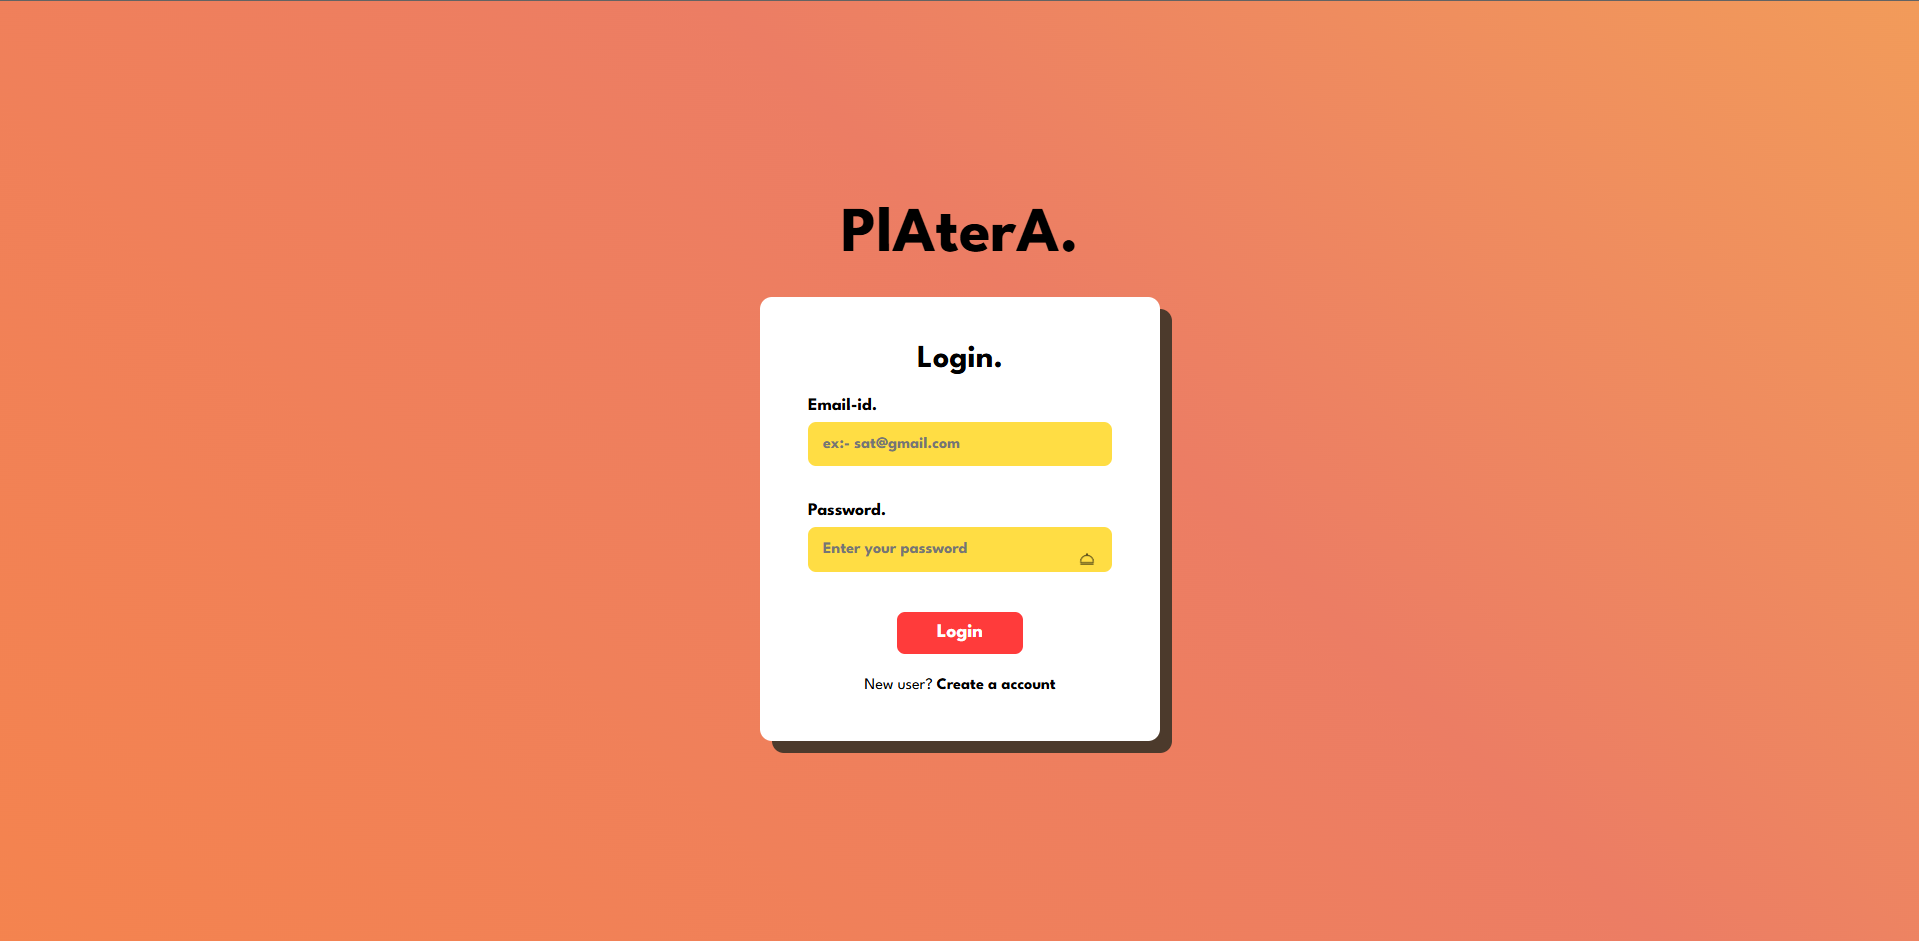 PlAterA.
Login.
Email-id.
ex:- sat@gmail.com
Password.
Enter your password
Login
New user? Create a account